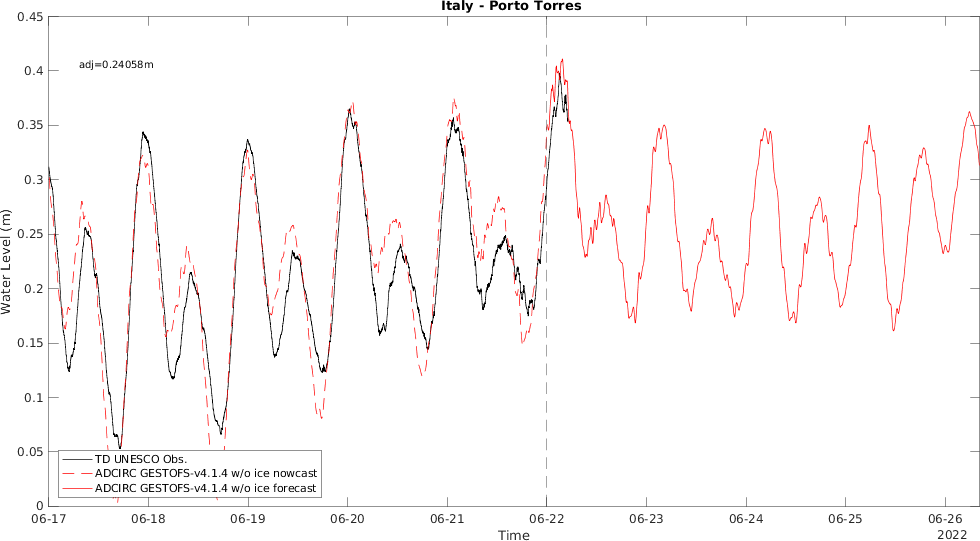 Italy - Porto Torres
0.45
0.4
0.35
0.3
0.25
0.2
0.15
0.1
0.05
0
Water Level (m)
adj=0.24058m
TD UNESCO Obs.
ADCIRC GESTOFS-v4.1.4 w/o ice nowcast
ADCIRC GESTOFS-v4.1.4 w/o ice forecast
06-17 06-18 06-19 06-20 06-21 06-22 06-23 06-24 06-25 06-26
Time
2022